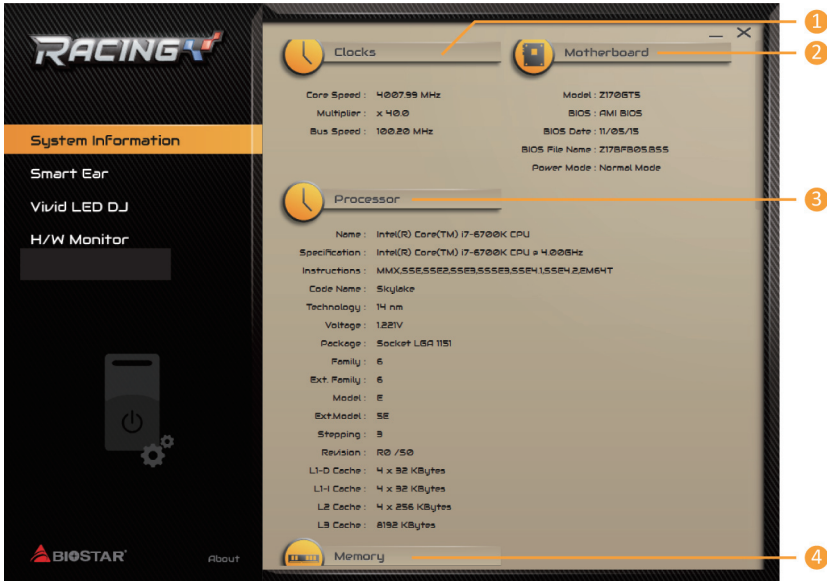 RACING
System Information
Smart Ear
Vivid LED DJ
H/W Monitor
BIOSTAR
About
Clocks
Core Speed : 4007.99 MHz
Multiplier : x 40.0
Bus Speed : 100.20 MHz
Motherboard
Model : Z170GT5
BIOS : AMI BIOS
BIOS Date : 11/05/15
BIOS File Name : Z17BFB05.BSS
Power Mode : Normal Mode
Processor
Name : Intel(R) Core(TM) i7-6700K CPU
Specification : Intel(R) Core(TM) i7-6700K CPU @ 4.00GHz
Instructions : MMX,SSE,SSE2,SSE3,SSSE3,SSE4.1,SSE4.2,EM64T
Code Name : Skylake
Technology : 14 nm
Voltage : 1.221V
Package : Socket LGA 1151
Family : 6
Ext. Family : 6
Model : E
Ext.Model : 5E
Stepping : 3
Revision : R0 /S0
L1-D Cache : 4 x 32 KBytes
L1-I Cache : 4 x 32 KBytes
L2 Cache : 4 x 256 KBytes
L3 Cache : 8192 KBytes
Memory
1
2
3
4